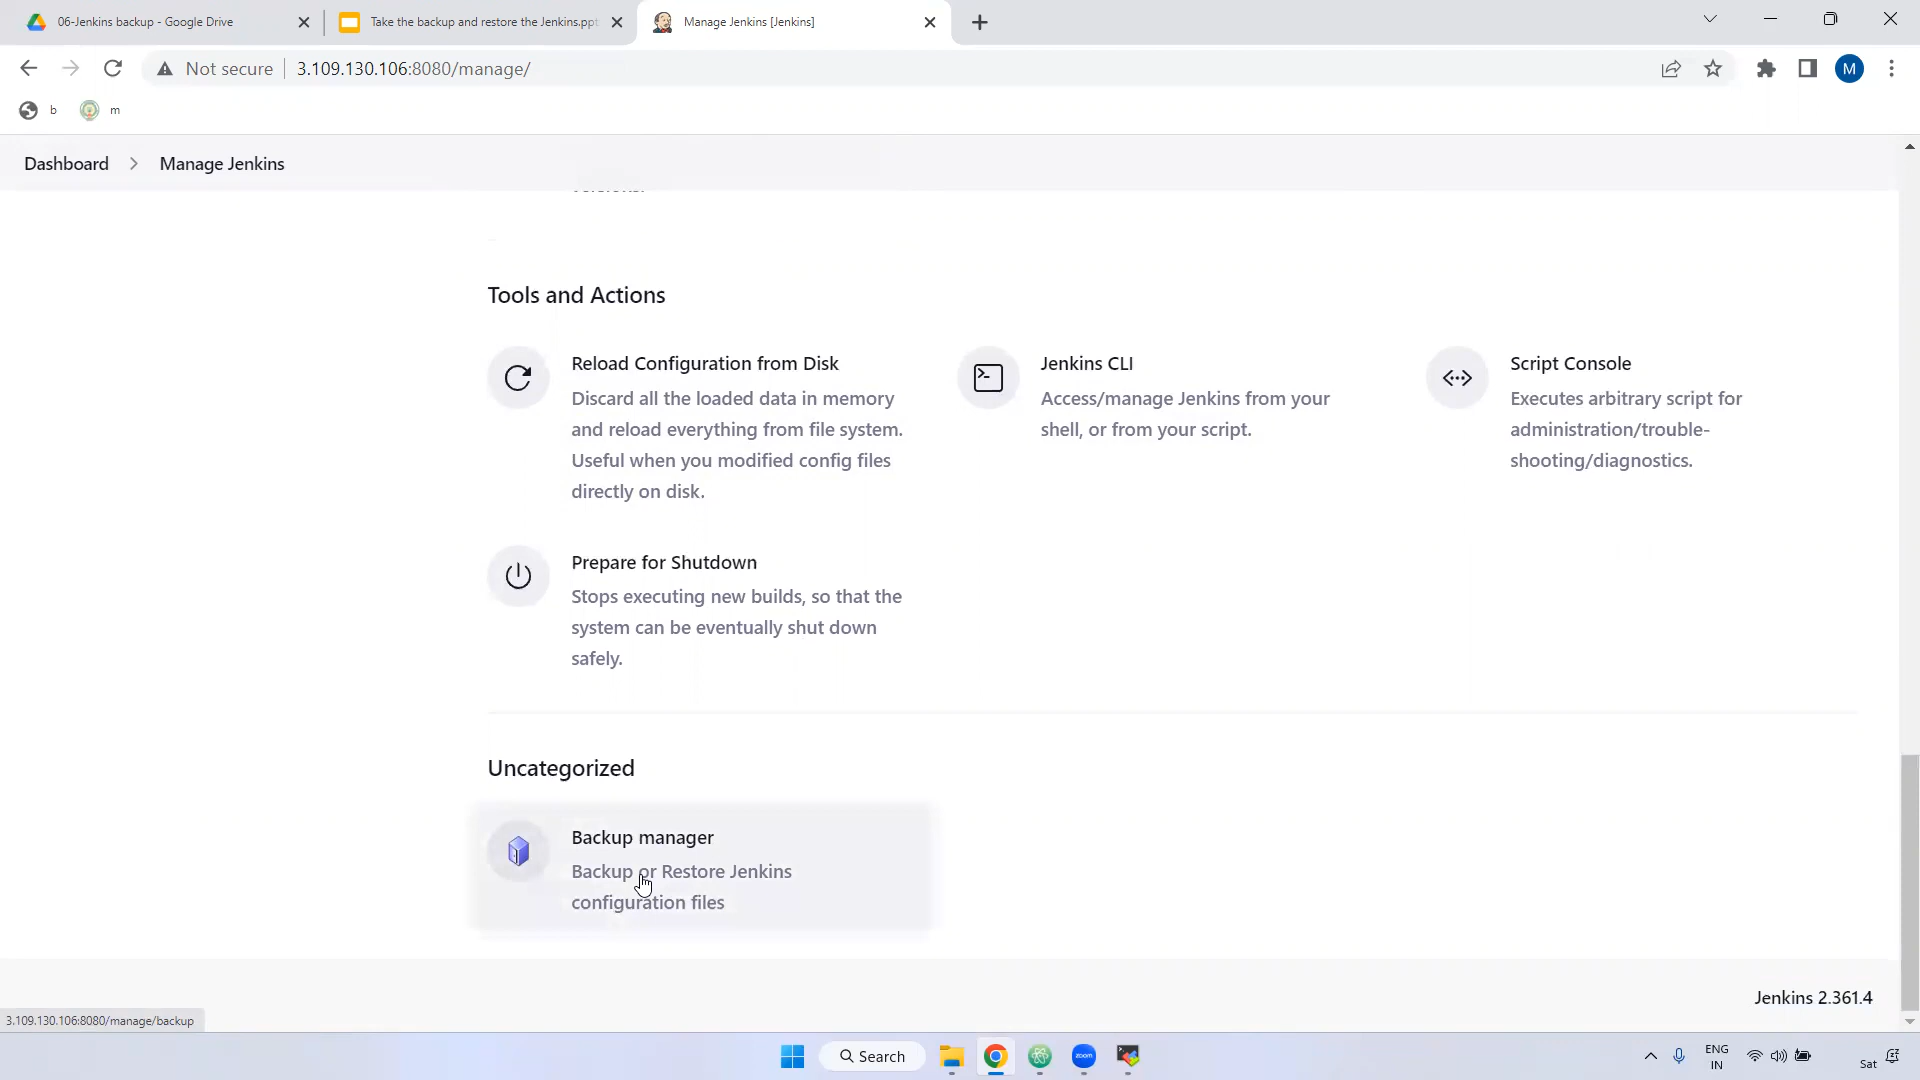 06-Jenkins backup - Google Drive
Take the backup and restore the Jenkins.ppt
Manage Jenkins [Jenkins]
Not secure
3.109.130.106:8080/manage/
M
b
m
Dashboard
Manage Jenkins
Tools and Actions
Reload Configuration from Disk
Discard all the loaded data in memory
and reload everything from file system.
Useful when you modified config files
directly on disk.
Jenkins CLI
Access/manage Jenkins from your
shell, or from your script.
Script Console
Executes arbitrary script for
administration/trouble-
shooting/diagnostics.
Prepare for Shutdown
Stops executing new builds, so that the
system can be eventually shut down
safely.
Uncategorized
Backup manager
Backup or Restore Jenkins
configuration files
Jenkins 2.361.4
3.109.130.106:8080/manage/backup
Search
zoom
ENG
IN
Sat